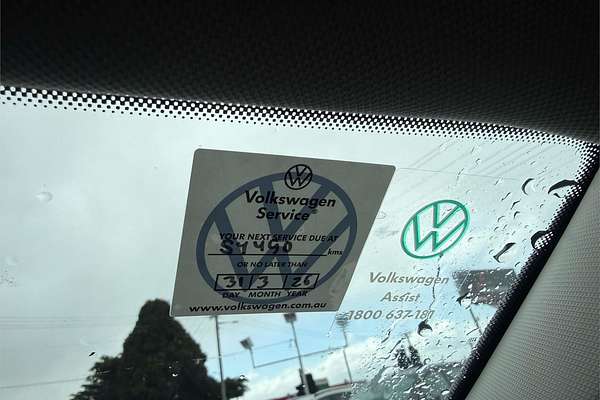 Volkswagen
Service®
YOUR NEXT SERVICE DUE AT
84490 kms
OR NO LATER THAN
31 3 26
DAY MONTH YEAR
www.volkswagen.com.au
Volkswagen
Assist
1800 637 181